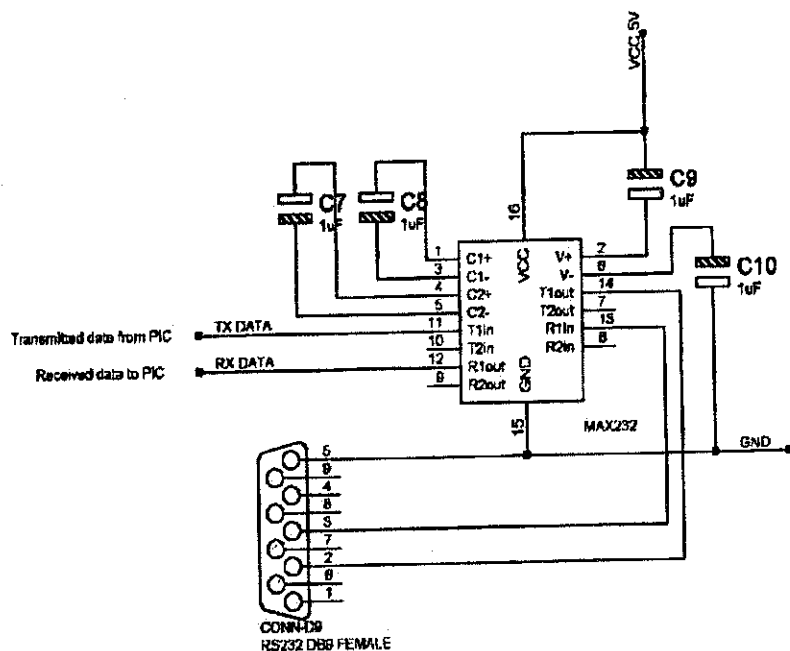 VCC 5V
C7
1uF
C8
1uF
C9
1uF
C10
1uF
16
1
3
4
5
11
10
12
9
C1+
C1-
C2+
C2-
T1in
T2in
R1out
R2out
VCC
GND
V+
V-
T1out
T2out
R1in
R2in
2
6
14
7
13
8
15
MAX232
Transmitted data from PIC
TX DATA
Received data to PIC
RX DATA
GND
5
9
4
8
3
7
2
6
1
CONN-D9
RS232 DB9 FEMALE